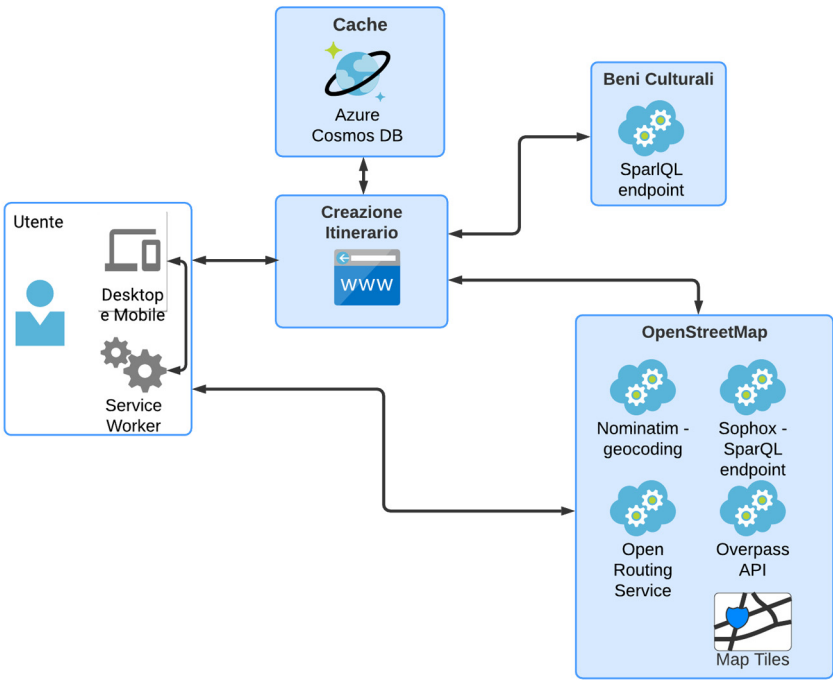 Cache
Azure
Cosmos DB
Beni Culturali
SparlQL
endpoint
Utente
Desktop
e Mobile
Service
Worker
Creazione
Itinerario
www
OpenStreetMap
Nominatim -
geocoding
Sophox -
SparQL
endpoint
Open
Routing
Service
Overpass
API
Map Tiles